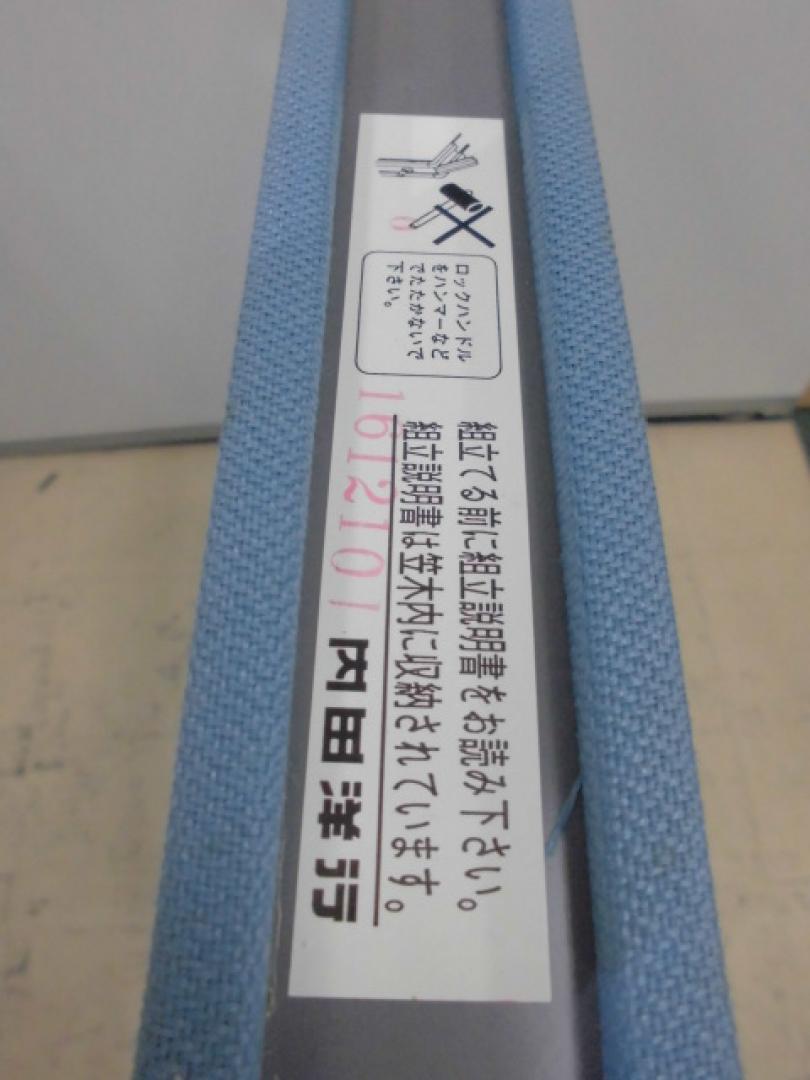 ロックハンドル
をハンマーなど
でたたかないで
下さい。
組立てる前に組立説明書をお読み下さい。
組立説明書は笠木内に収納されています。
1612101
内田洋行